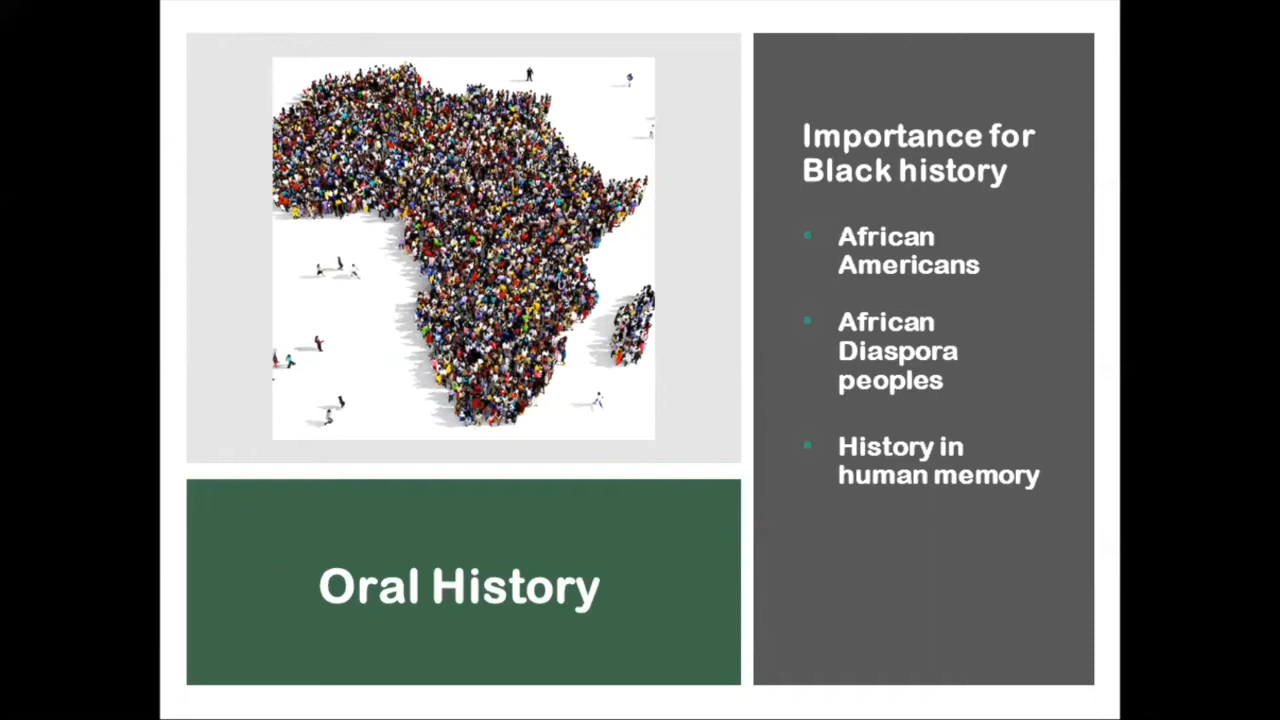 Oral History
Importance for
Black history
• African
Americans
• African
Diaspora
peoples
• History in
human memory